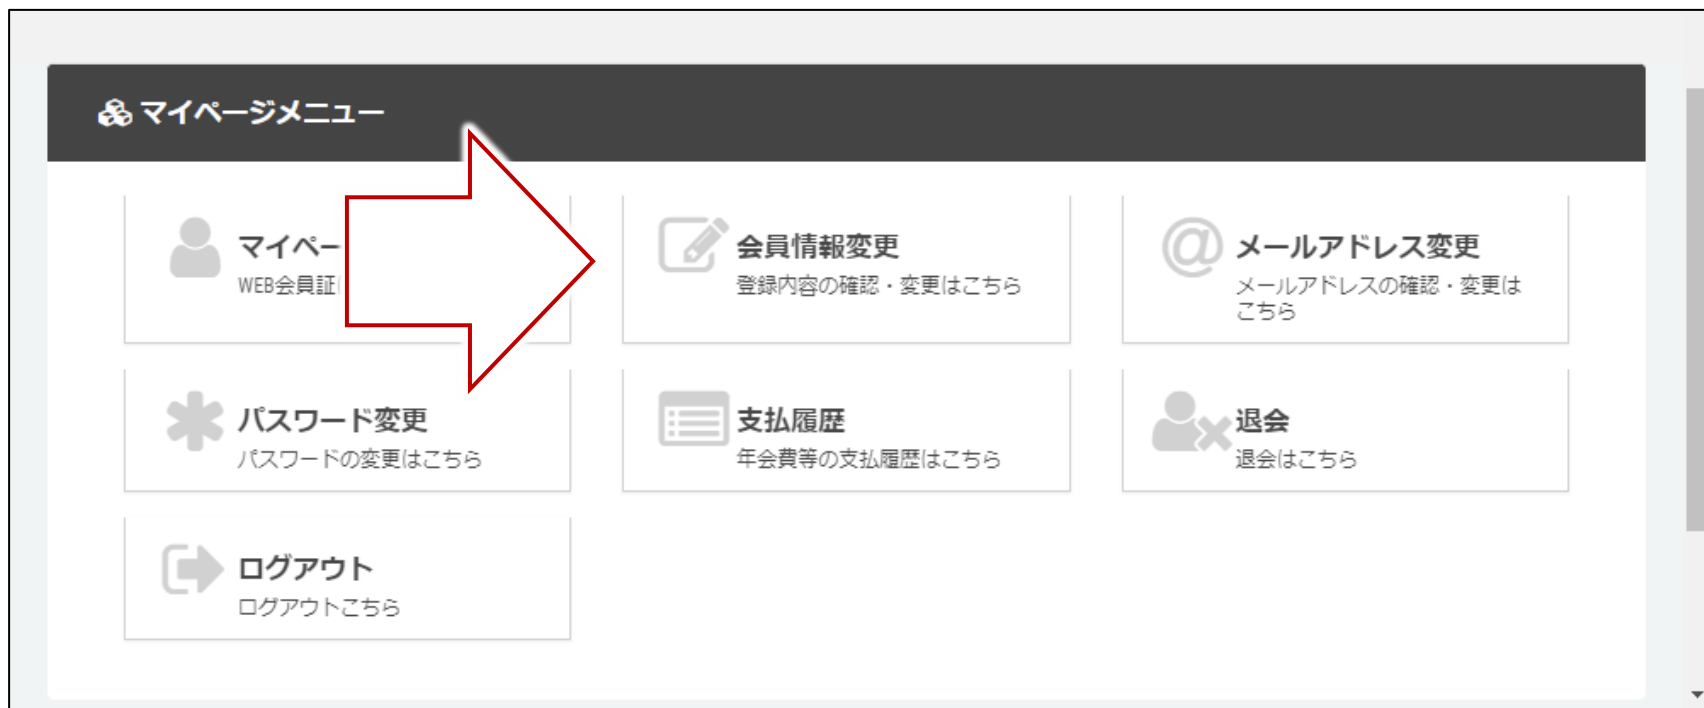 マイページメニュー
マイペー
WEB会員証
会員情報変更
登録内容の確認・変更はこちら
メールアドレス変更
メールアドレスの確認・変更は
こちら
パスワード変更
パスワードの変更はこちら
支払履歴
年会費等の支払履歴はこちら
退会
退会はこちら
ログアウト
ログアウトこちら